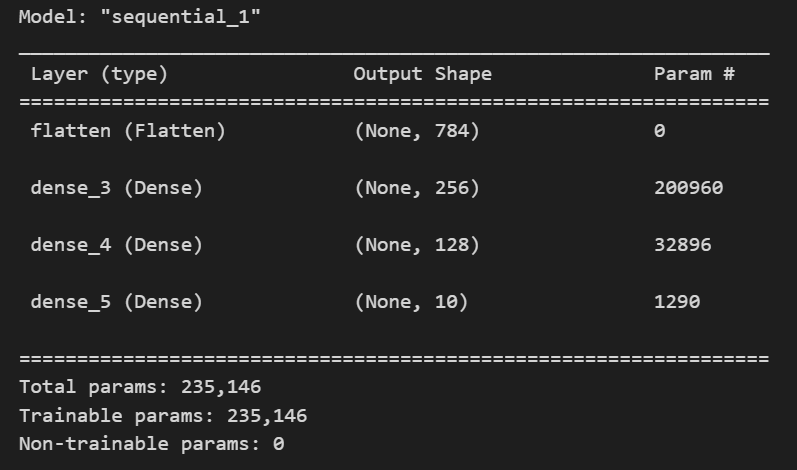 Model: "sequential_1"
_________________________________________________________________
Layer (type) Output Shape Param #
=================================================================
flatten (Flatten) (None, 784) 0
dense_3 (Dense) (None, 256) 200960
dense_4 (Dense) (None, 128) 32896
dense_5 (Dense) (None, 10) 1290
=================================================================
Total params: 235,146
Trainable params: 235,146
Non-trainable params: 0